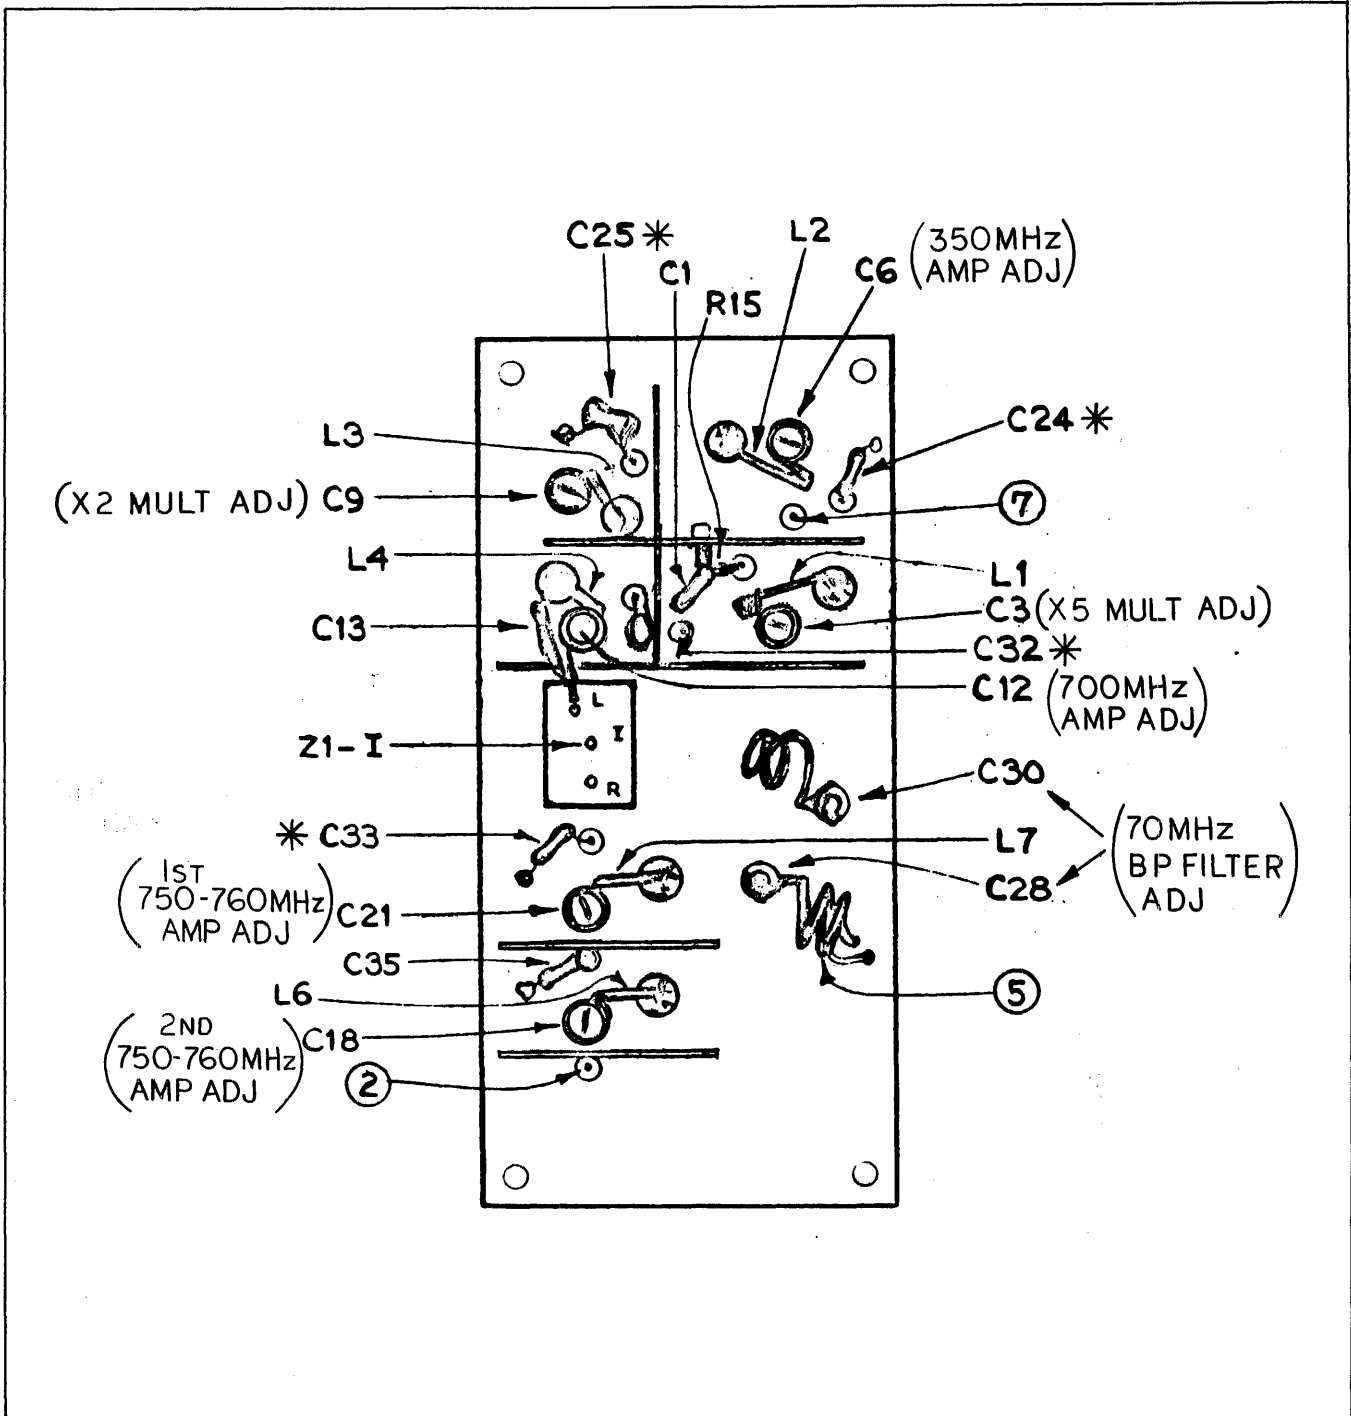 C25 *
L2
C6 (350MHz AMP ADJ)
C1
R15
C24 *
L3
(X2 MULT ADJ) C9
7
L4
L1
C3 (X5 MULT ADJ)
C13
C32 *
C12 (700MHz AMP ADJ)
L
I
R
Z1-I
C30
* C33
L7
(70MHz
BP FILTER
ADJ)
C28
(1ST
750-760MHz
AMP ADJ)
C21
C35
L6
5
(2ND
750-760MHz
AMP ADJ)
C18
2